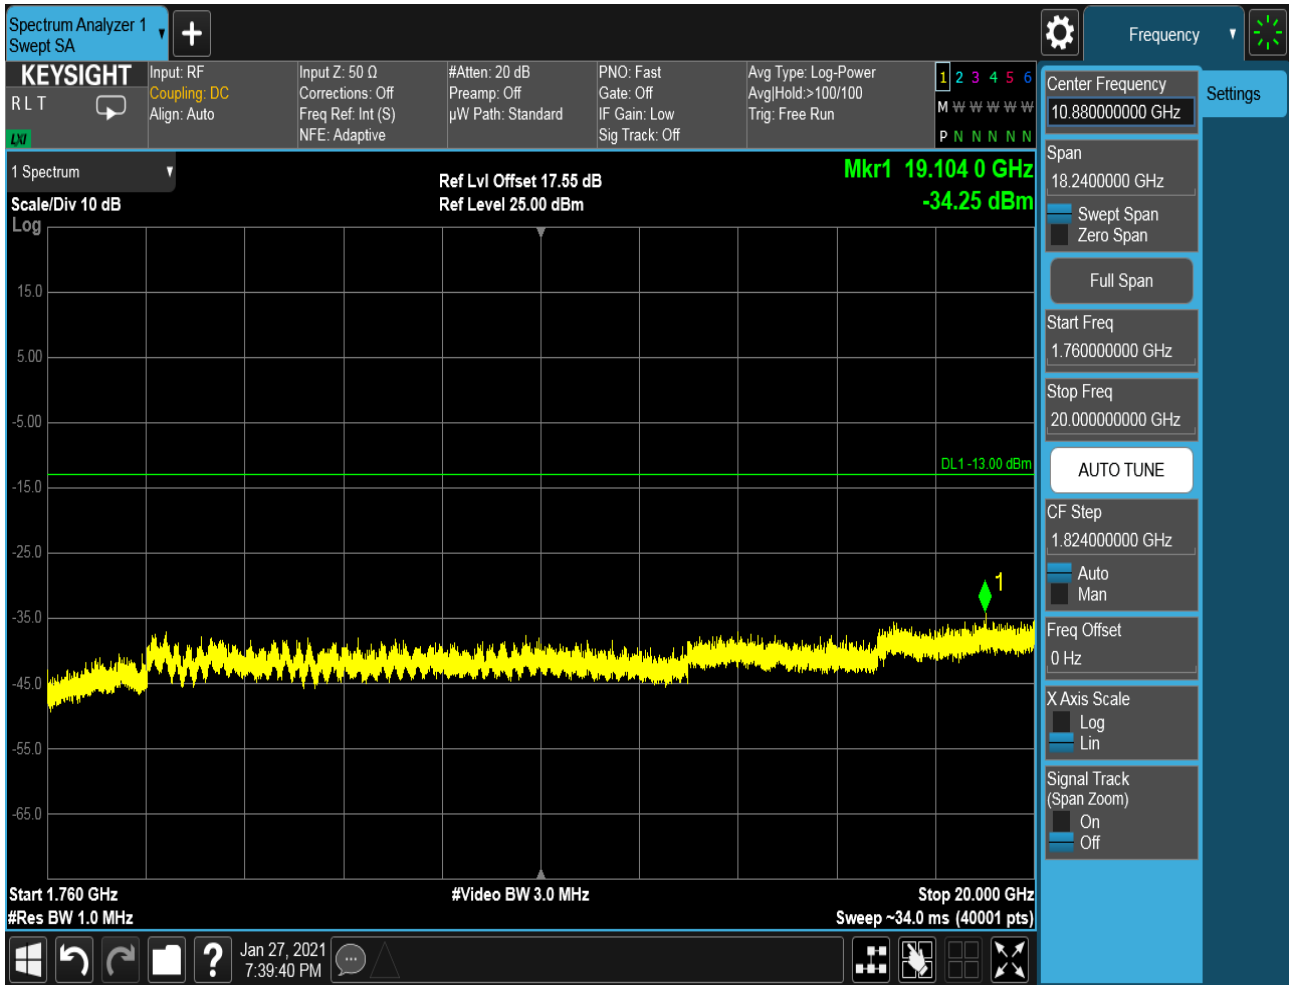 Spectrum Analyzer 1
Swept SA
Frequency
KEYSIGHT
R L T
LXI
Input: RF
Coupling: DC
Align: Auto
Input Z: 50 Ω
Corrections: Off
Freq Ref: Int (S)
NFE: Adaptive
#Atten: 20 dB
Preamp: Off
µW Path: Standard
PNO: Fast
Gate: Off
IF Gain: Low
Sig Track: Off
Avg Type: Log-Power
Avg|Hold:>100/100
Trig: Free Run
1 2 3 4 5 6
M W W W W W
P N N N N N
1 Spectrum
Scale/Div 10 dB
Log
Ref Lvl Offset 17.55 dB
Ref Level 25.00 dBm
Mkr1 19.104 0 GHz
-34.25 dBm
15.0
5.00
-5.00
DL1 -13.00 dBm
-15.0
-25.0
1
-35.0
-45.0
-55.0
-65.0
Start 1.760 GHz
#Res BW 1.0 MHz
#Video BW 3.0 MHz
Stop 20.000 GHz
Sweep ~34.0 ms (40001 pts)
?
Jan 27, 2021
7:39:40 PM
Center Frequency
10.880000000 GHz
Settings
Span
18.2400000 GHz
Swept Span
Zero Span
Full Span
Start Freq
1.760000000 GHz
Stop Freq
20.000000000 GHz
AUTO TUNE
CF Step
1.824000000 GHz
Auto
Man
Freq Offset
0 Hz
X Axis Scale
Log
Lin
Signal Track
(Span Zoom)
On
Off